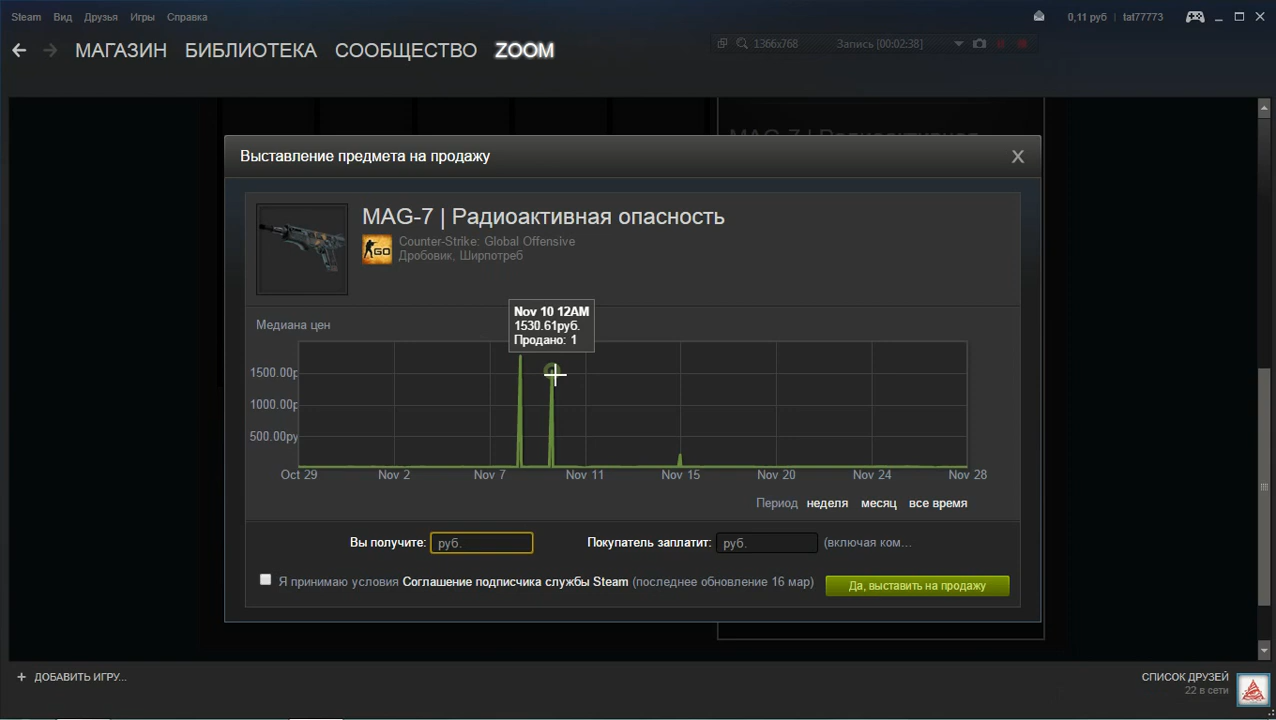 Steam Вид Друзья Игры Справка
0,11 руб tat77773
МАГАЗИН БИБЛИОТЕКА СООБЩЕСТВО ZOOM
1366x768 Запись [00:02:38]
MAG-7 | Радиоактивная
Выставление предмета на продажу
X
MAG-7 | Радиоактивная опасность
GO
Counter-Strike: Global Offensive
Дробовик, Ширпотреб
Nov 10 12AM
1530.61руб.
Продано: 1
Медиана цен
1500.00р
1000.00р
500.00ру
Oct 29 Nov 2 Nov 7 Nov 11 Nov 15 Nov 20 Nov 24 Nov 28
Период неделя месяц все время
Вы получите: руб. Покупатель заплатит: руб. (включая ком...
Я принимаю условия Соглашение подписчика службы Steam (последнее обновление 16 мар) Да, выставить на продажу
+ ДОБАВИТЬ ИГРУ...
СПИСОК ДРУЗЕЙ
22 в сети